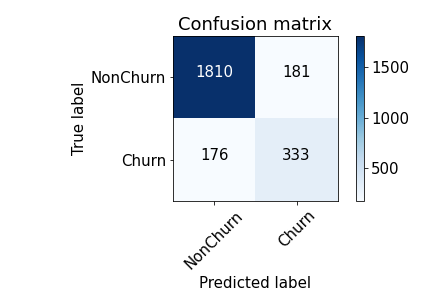 Confusion matrix
True label
NonChurn
1810
181
Churn
176
333
NonChurn
Churn
Predicted label
1500
1000
500